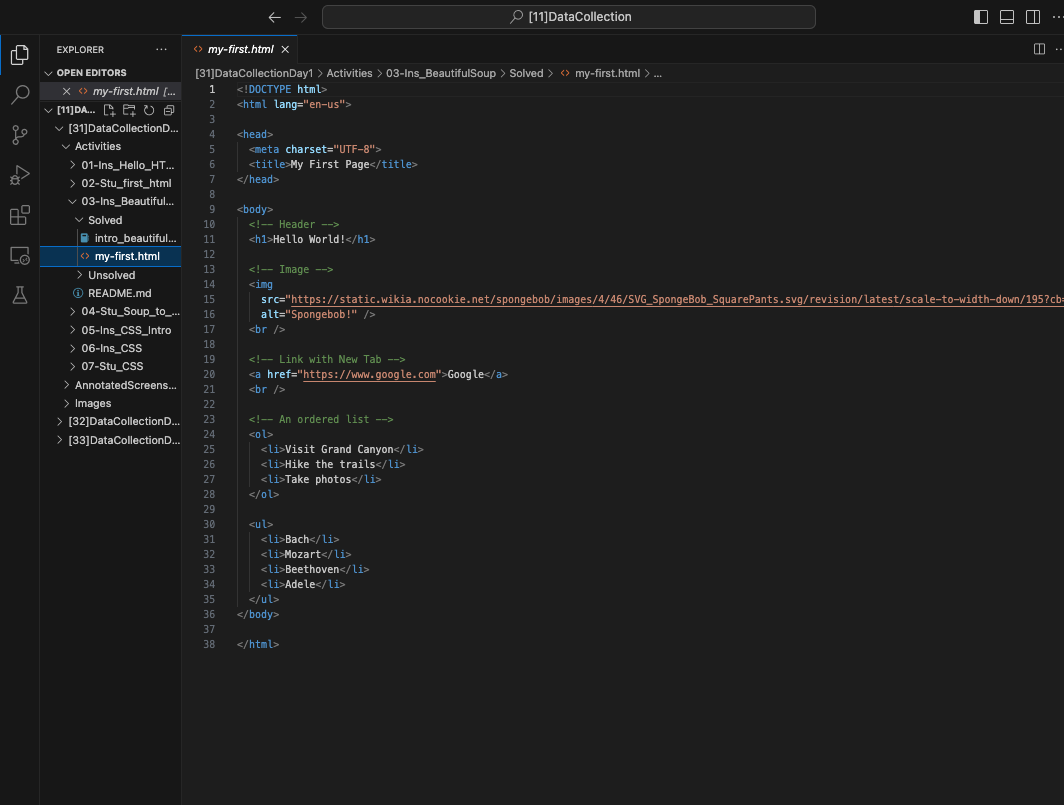 [11]DataCollection
EXPLORER
OPEN EDITORS
my-first.html [...
[11]DA...
[31]DataCollectionD...
Activities
01-Ins_Hello_HT...
02-Stu_first_html
03-Ins_Beautiful...
Solved
intro_beautiful...
my-first.html
Unsolved
README.md
04-Stu_Soup_to_...
05-Ins_CSS_Intro
06-Ins_CSS
07-Stu_CSS
AnnotatedScreens...
Images
[32]DataCollectionD...
[33]DataCollectionD...
my-first.html
[31]DataCollectionDay1 > Activities > 03-Ins_BeautifulSoup > Solved > my-first.html > ...
1 <!DOCTYPE html>
2 <html lang="en-us">
3
4 <head>
5 <meta charset="UTF-8">
6 <title>My First Page</title>
7 </head>
8
9 <body>
10 <!-- Header -->
11 <h1>Hello World!</h1>
12
13 <!-- Image -->
14 <img
15 src="https://static.wikia.nocookie.net/spongebob/images/4/46/SVG_SpongeBob_SquarePants.svg/revision/latest/scale-to-width-down/195?cb=
16 alt="Spongebob!" />
17 <br />
18
19 <!-- Link with New Tab -->
20 <a href="https://www.google.com">Google</a>
21 <br />
22
23 <!-- An ordered list -->
24 <ol>
25 <li>Visit Grand Canyon</li>
26 <li>Hike the trails</li>
27 <li>Take photos</li>
28 </ol>
29
30 <ul>
31 <li>Bach</li>
32 <li>Mozart</li>
33 <li>Beethoven</li>
34 <li>Adele</li>
35 </ul>
36 </body>
37
38 </html>